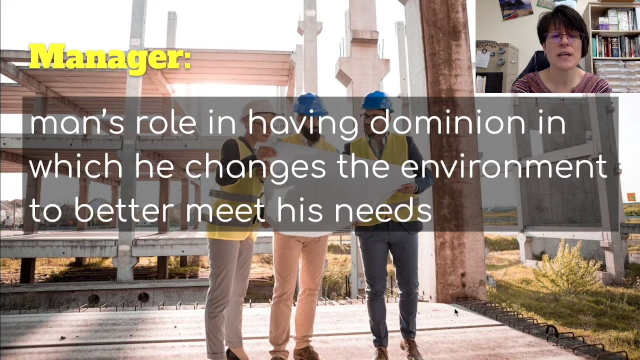 Manager:
man's role in having dominion in
which he changes the environment
to better meet his needs